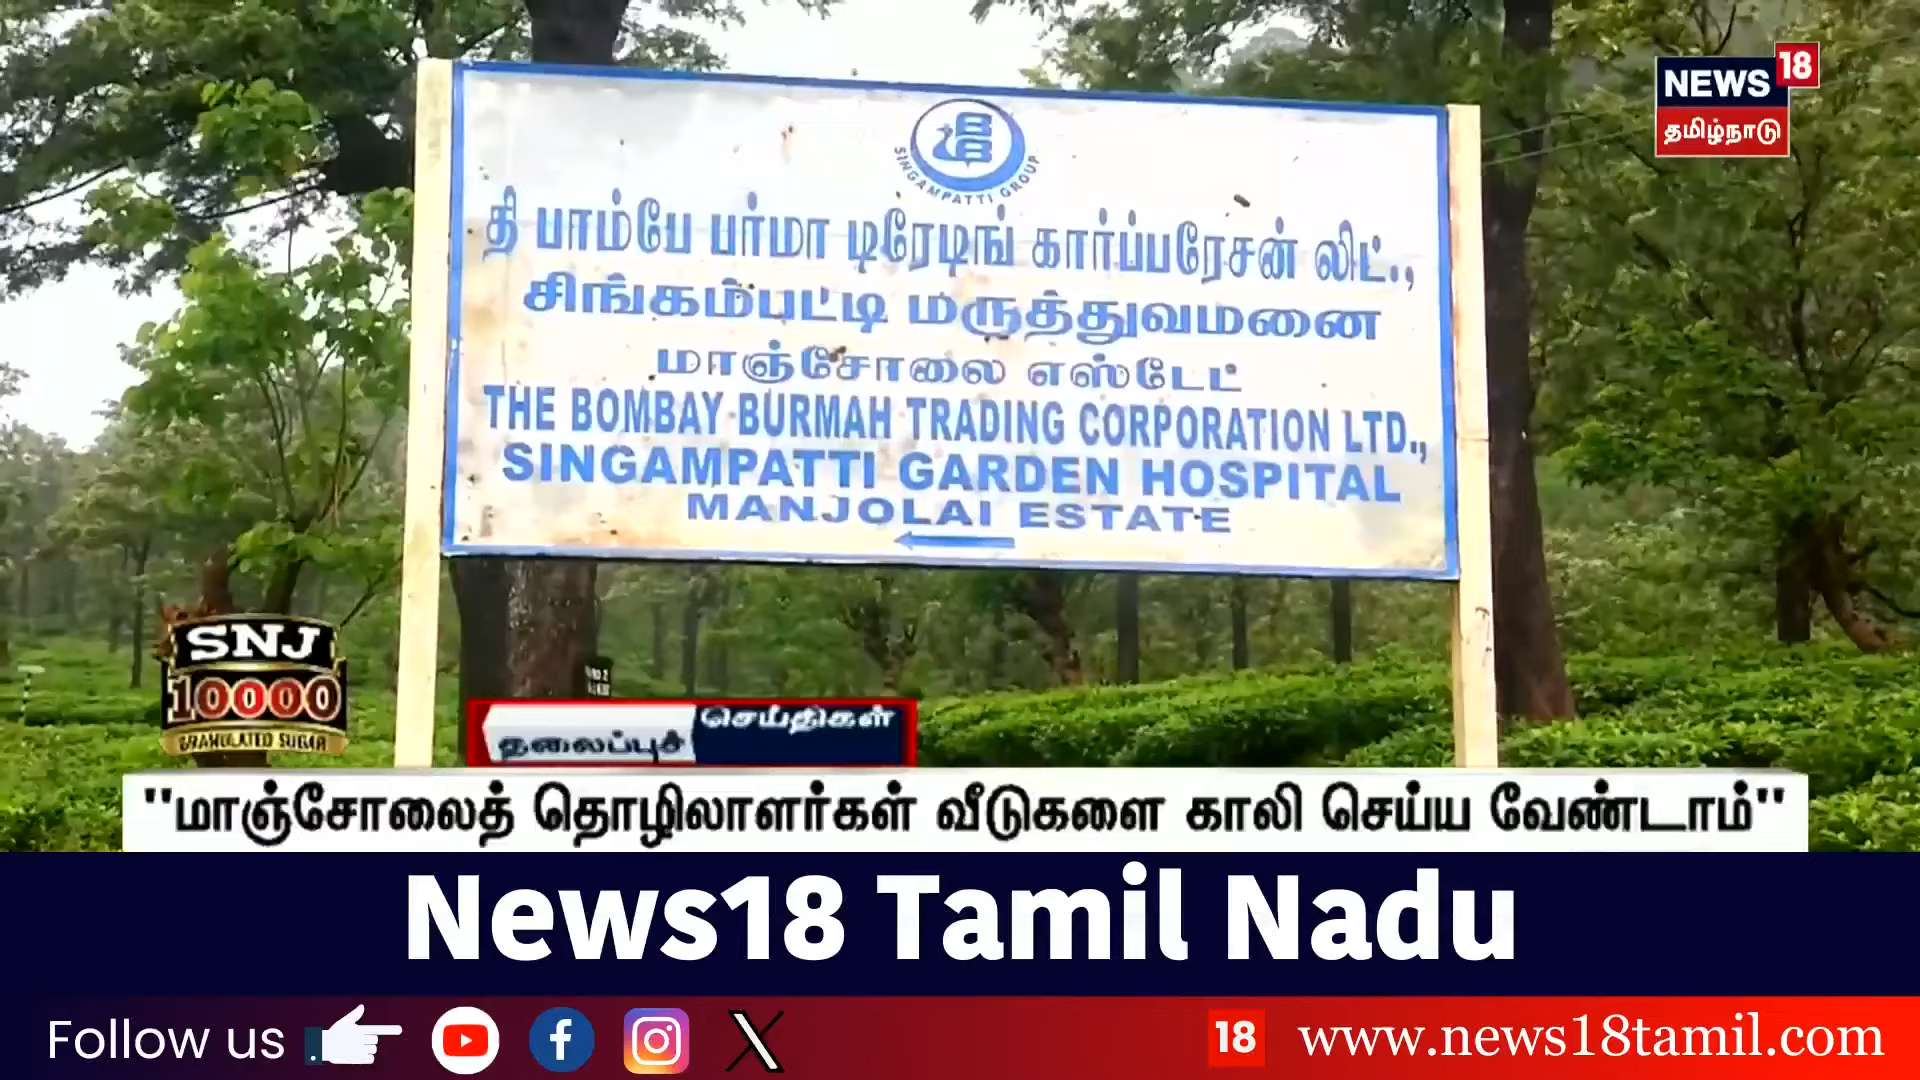 NEWS 18
தமிழ்நாடு
SINGAMPATTI GROUP
தி பாம்பே பர்மா டிரேடிங் கார்ப்பரேசன் லிட்.,
சிங்கம்பட்டி மருத்துவமனை
மாஞ்சோலை எஸ்டேட்
THE BOMBAY BURMAH TRADING CORPORATION LTD.,
SINGAMPATTI GARDEN HOSPITAL
MANJOLAI ESTATE
SNJ
10000
GRANULATED SUGAR
தலைப்புச் செய்திகள்
"மாஞ்சோலைத் தொழிலாளர்கள் வீடுகளை காலி செய்ய வேண்டாம்"
News18 Tamil Nadu
Follow us
18 www.news18tamil.com